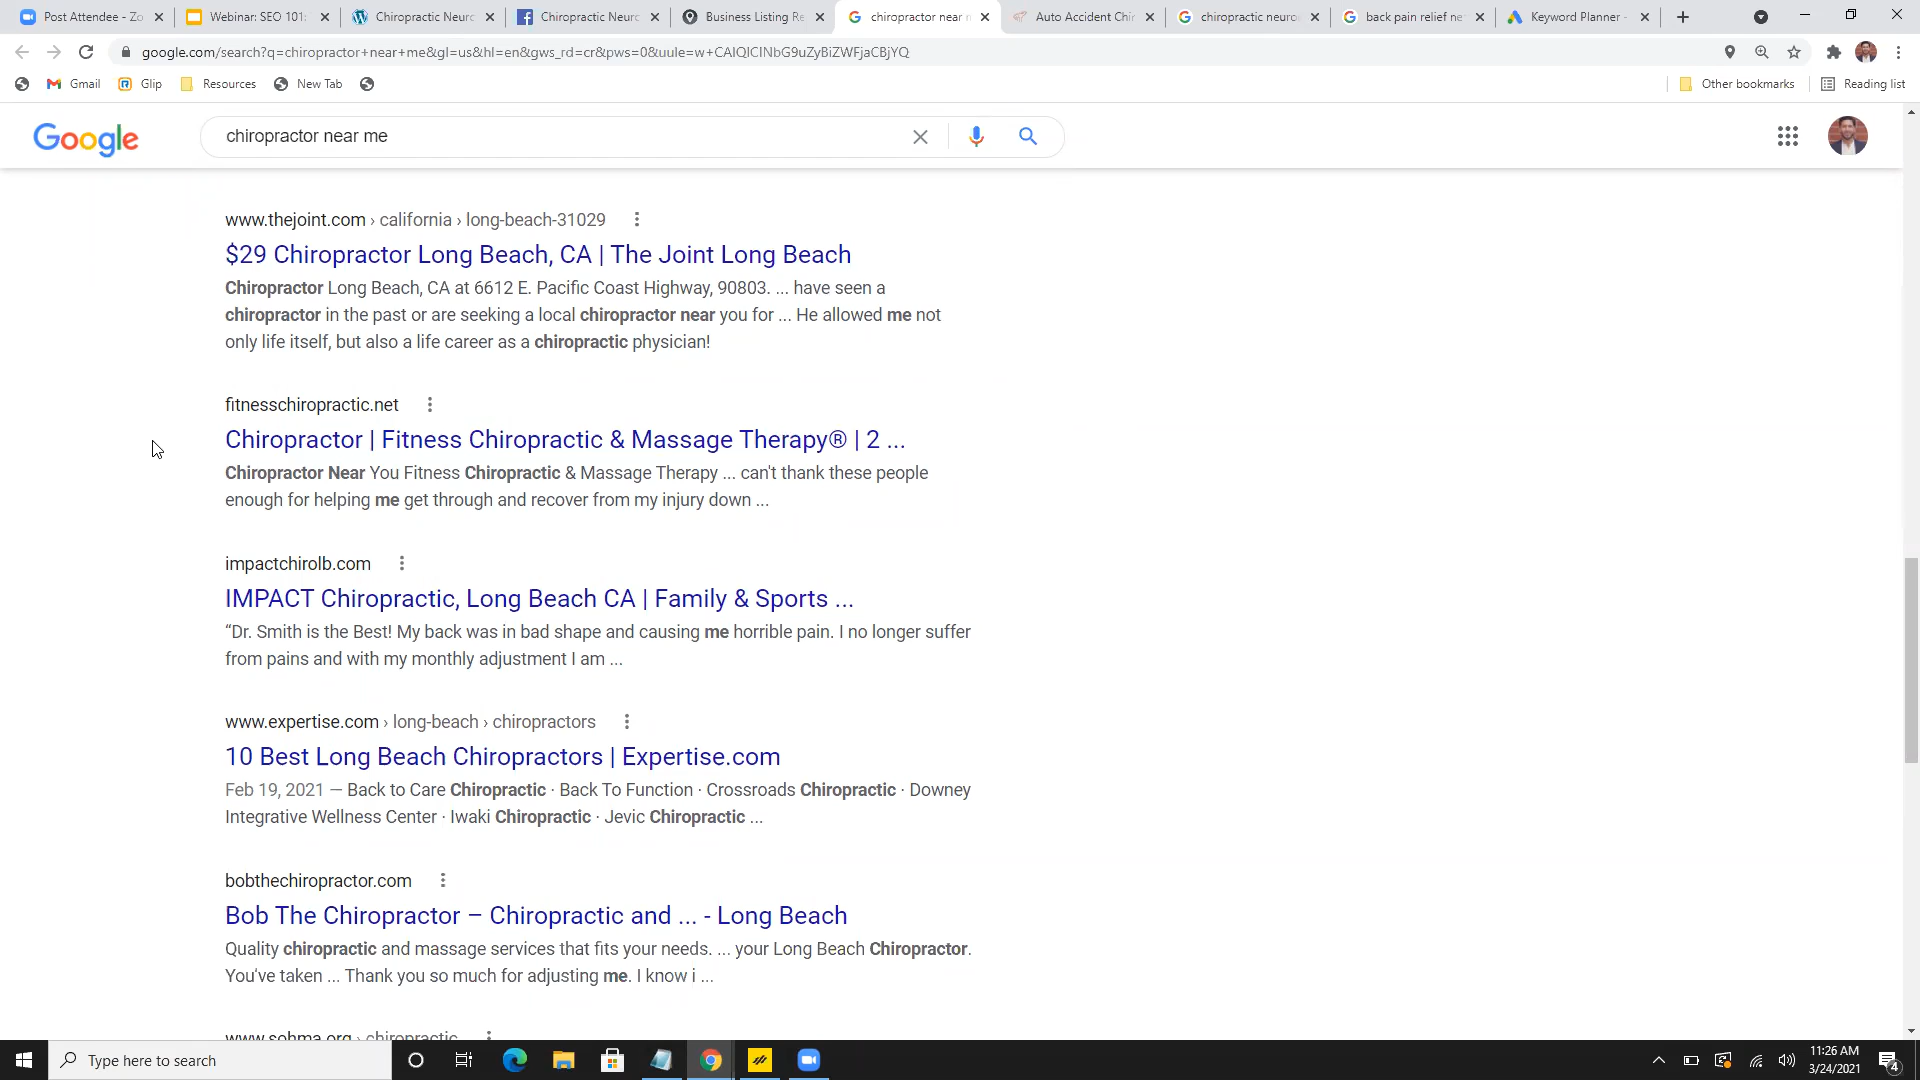 Post Attendee - Zo
Webinar: SEO 101:
Chiropractic Neuro
Chiropractic Neuro
Business Listing Re
chiropractor near m
Auto Accident Chir
chiropractic neuro
back pain relief ne
Keyword Planner -
google.com/search?q=chiropractor+near+me&gl=us&hl=en&gws_rd=cr&pws=0&uule=w+CAIQICINbG9uZyBiZWFjaCBjYQ
Gmail
Glip
Resources
New Tab
Other bookmarks
Reading list
Google
chiropractor near me
www.thejoint.com › california › long-beach-31029
$29 Chiropractor Long Beach, CA | The Joint Long Beach
Chiropractor Long Beach, CA at 6612 E. Pacific Coast Highway, 90803. ... have seen a
chiropractor in the past or are seeking a local chiropractor near you for ... He allowed me not
only life itself, but also a life career as a chiropractic physician!
fitnesschiropractic.net
Chiropractor | Fitness Chiropractic & Massage Therapy® | 2 ...
Chiropractor Near You Fitness Chiropractic & Massage Therapy ... can't thank these people
enough for helping me get through and recover from my injury down ...
impactchirolb.com
IMPACT Chiropractic, Long Beach CA | Family & Sports ...
“Dr. Smith is the Best! My back was in bad shape and causing me horrible pain. I no longer suffer
from pains and with my monthly adjustment I am ...
www.expertise.com › long-beach › chiropractors
10 Best Long Beach Chiropractors | Expertise.com
Feb 19, 2021 — Back to Care Chiropractic · Back To Function · Crossroads Chiropractic · Downey
Integrative Wellness Center · Iwaki Chiropractic · Jevic Chiropractic ...
bobthechiropractor.com
Bob The Chiropractor – Chiropractic and ... - Long Beach
Quality chiropractic and massage services that fits your needs. ... your Long Beach Chiropractor.
You've taken ... Thank you so much for adjusting me. I know i ...
www.sohma.org › chiropractic
Type here to search
11:26 AM
3/24/2021
4